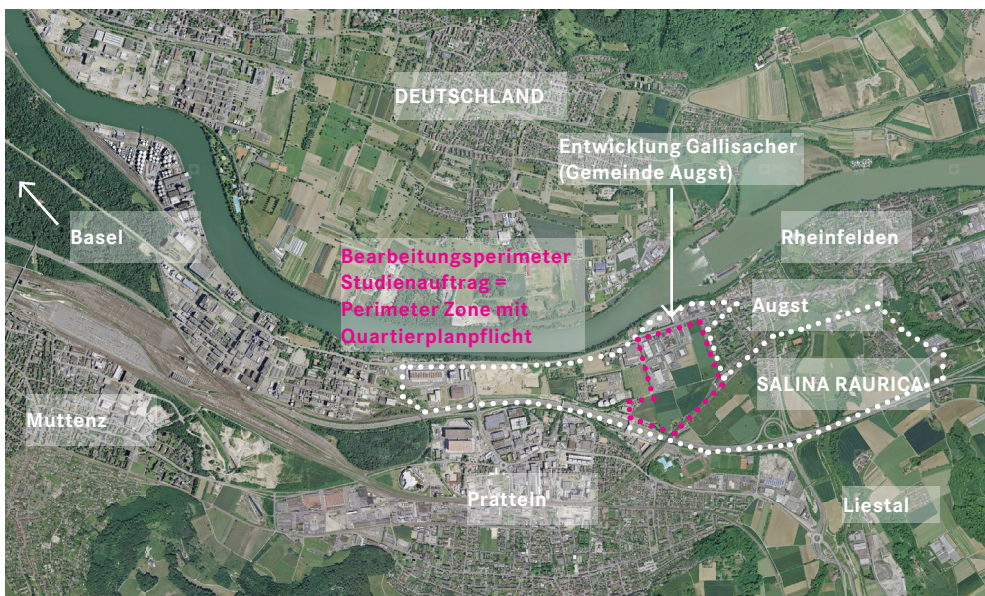 DEUTSCHLAND
Entwicklung Gallisacher
(Gemeinde Augst)
Basel
Rheinfelden
Bearbeitungsperimeter
Studienauftrag =
Perimeter Zone mit
Quartierplanpflicht
Augst
SALINA RAURICA
Muttenz
Pratteln
Liestal